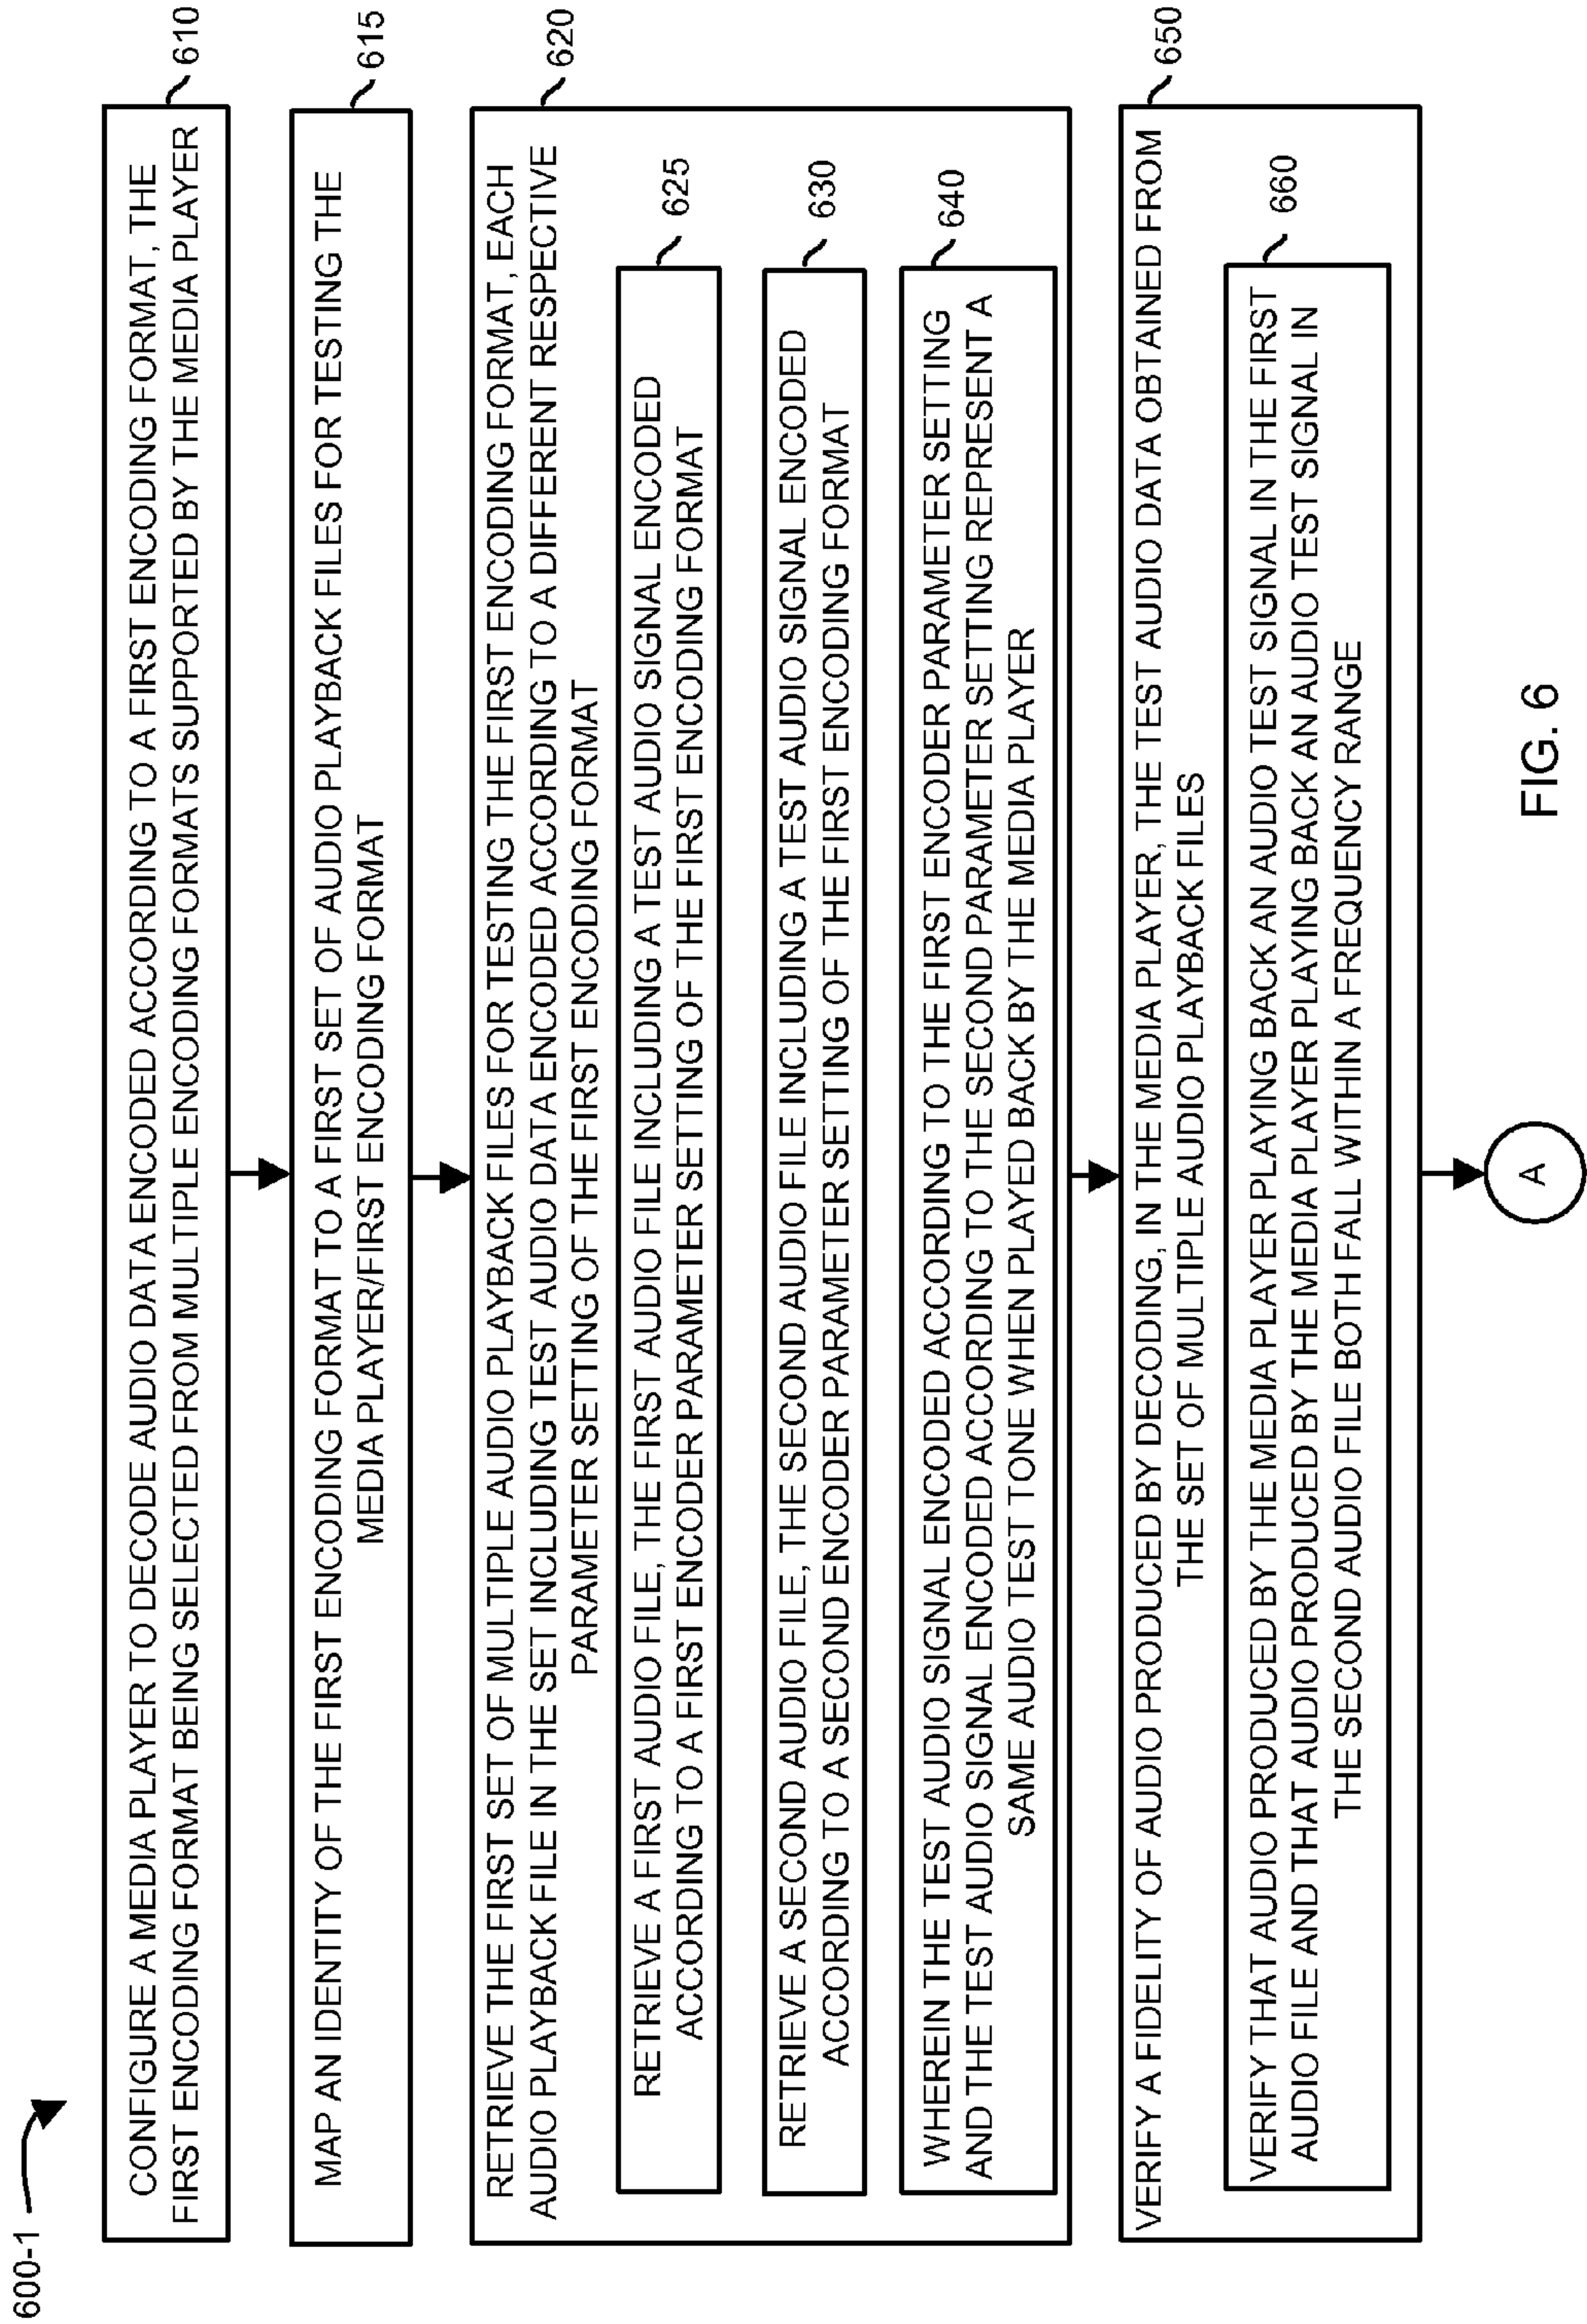 600-1
CONFIGURE A MEDIA PLAYER TO DECODE AUDIO DATA ENCODED ACCORDING TO A FIRST ENCODING FORMAT, THE
FIRST ENCODING FORMAT BEING SELECTED FROM MULTIPLE ENCODING FORMATS SUPPORTED BY THE MEDIA PLAYER
610
MAP AN IDENTITY OF THE FIRST ENCODING FORMAT TO A FIRST SET OF AUDIO PLAYBACK FILES FOR TESTING THE
MEDIA PLAYER/FIRST ENCODING FORMAT
615
RETRIEVE THE FIRST SET OF MULTIPLE AUDIO PLAYBACK FILES FOR TESTING THE FIRST ENCODING FORMAT, EACH
AUDIO PLAYBACK FILE IN THE SET INCLUDING TEST AUDIO DATA ENCODED ACCORDING TO A DIFFERENT RESPECTIVE
PARAMETER SETTING OF THE FIRST ENCODING FORMAT
620
RETRIEVE A FIRST AUDIO FILE, THE FIRST AUDIO FILE INCLUDING A TEST AUDIO SIGNAL ENCODED
ACCORDING TO A FIRST ENCODER PARAMETER SETTING OF THE FIRST ENCODING FORMAT
625
RETRIEVE A SECOND AUDIO FILE, THE SECOND AUDIO FILE INCLUDING A TEST AUDIO SIGNAL ENCODED
ACCORDING TO A SECOND ENCODER PARAMETER SETTING OF THE FIRST ENCODING FORMAT
630
WHEREIN THE TEST AUDIO SIGNAL ENCODED ACCORDING TO THE FIRST ENCODER PARAMETER SETTING
AND THE TEST AUDIO SIGNAL ENCODED ACCORDING TO THE SECOND PARAMETER SETTING REPRESENT A
SAME AUDIO TEST TONE WHEN PLAYED BACK BY THE MEDIA PLAYER
640
VERIFY A FIDELITY OF AUDIO PRODUCED BY DECODING, IN THE MEDIA PLAYER, THE TEST AUDIO DATA OBTAINED FROM
THE SET OF MULTIPLE AUDIO PLAYBACK FILES
650
VERIFY THAT AUDIO PRODUCED BY THE MEDIA PLAYER PLAYING BACK AN AUDIO TEST SIGNAL IN THE FIRST
AUDIO FILE AND THAT AUDIO PRODUCED BY THE MEDIA PLAYER PLAYING BACK AN AUDIO TEST SIGNAL IN
THE SECOND AUDIO FILE BOTH FALL WITHIN A FREQUENCY RANGE
660
A
FIG. 6